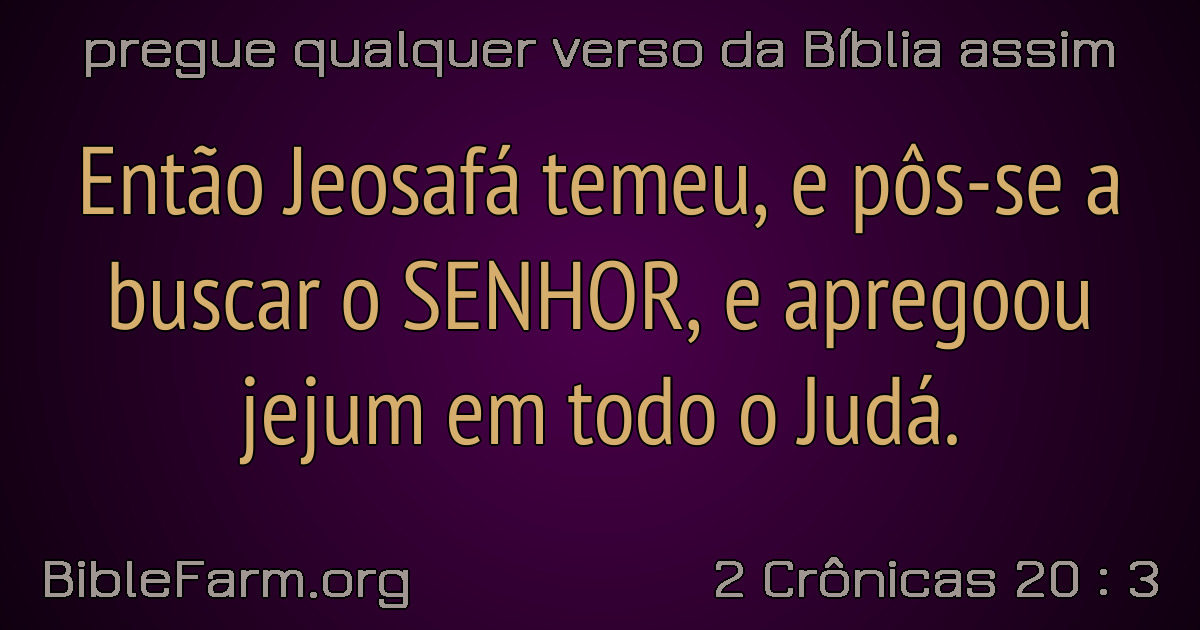 pregue qualquer verso da Bíblia assim
Então Jeosafá temeu, e pôs-se a
buscar o SENHOR, e apregoou
jejum em todo o Judá.
BibleFarm.org
2 Crônicas 20 : 3